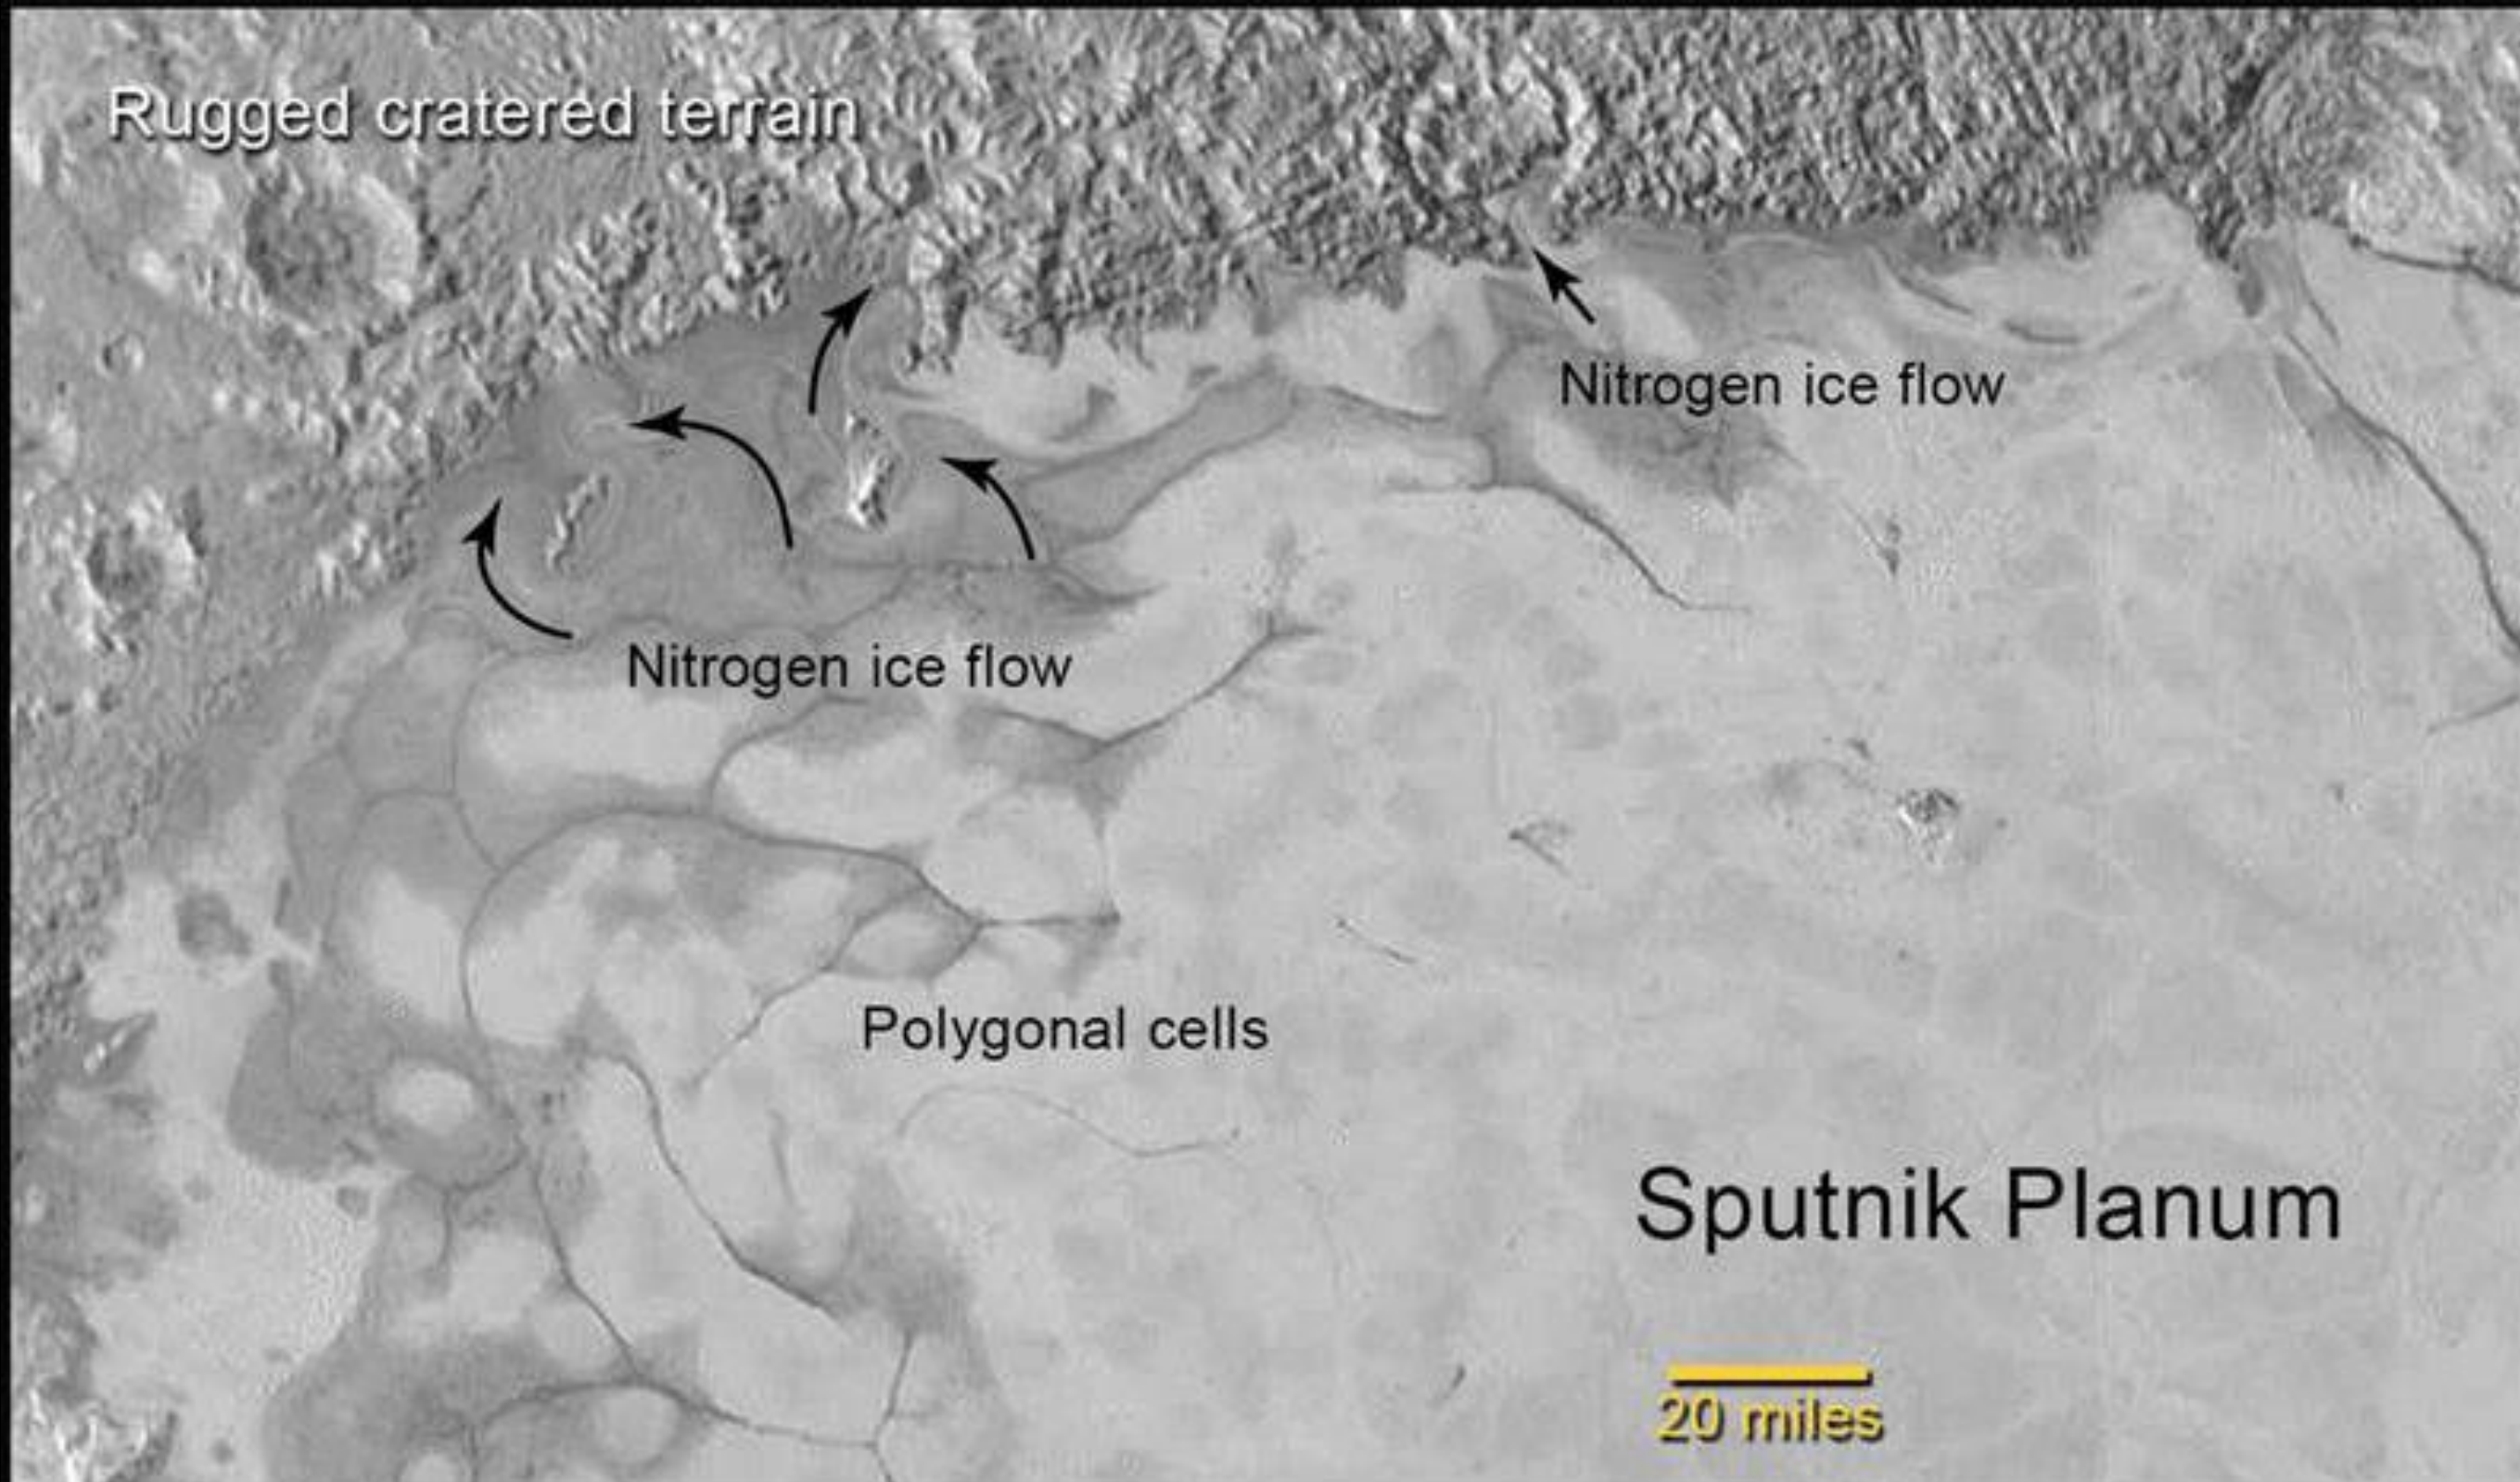 Rugged cratered terrain
Nitrogen ice flow
Nitrogen ice flow
Polygonal cells
Sputnik Planum
20 miles